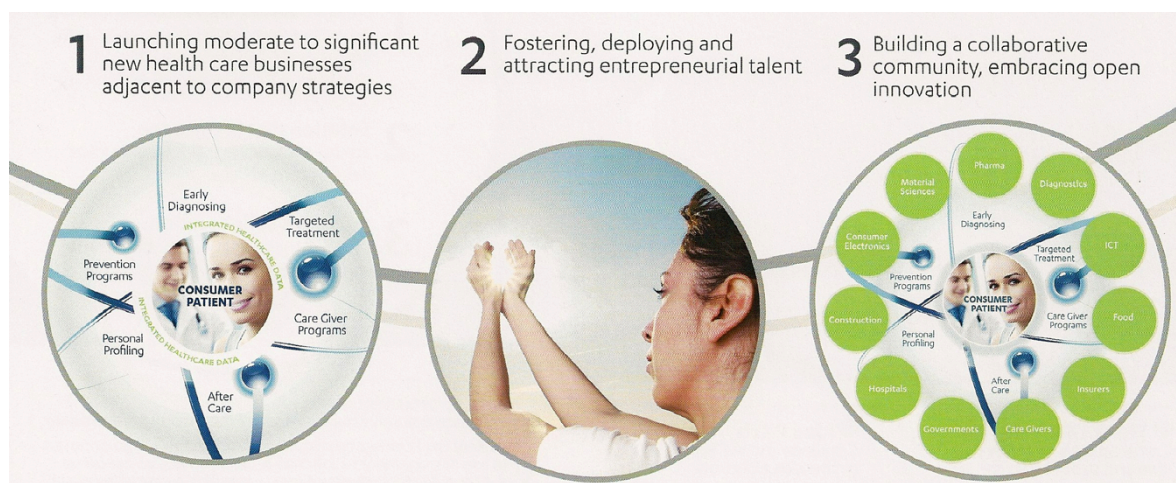 1 Launching moderate to significant
new health care businesses
adjacent to company strategies
Early
Diagnosing
Targeted
Treatment
Prevention
Programs
INTEGRATED HEALTHCARE DATA
CONSUMER
PATIENT
Care Giver
Programs
Personal
Profiling
INTEGRATED HEALTHCARE DATA
After
Care
2 Fostering, deploying and
attracting entrepreneurial talent
3 Building a collaborative
community, embracing open
innovation
Pharma
Material
Sciences
Diagnostics
Early
Diagnosing
Consumer
Electronics
Targeted
Treatment
ICT
Prevention
Programs
CONSUMER
PATIENT
Construction
Care Giver
Programs
Food
Personal
Profiling
After
Care
Hospitals
Insurers
Governments
Care Givers